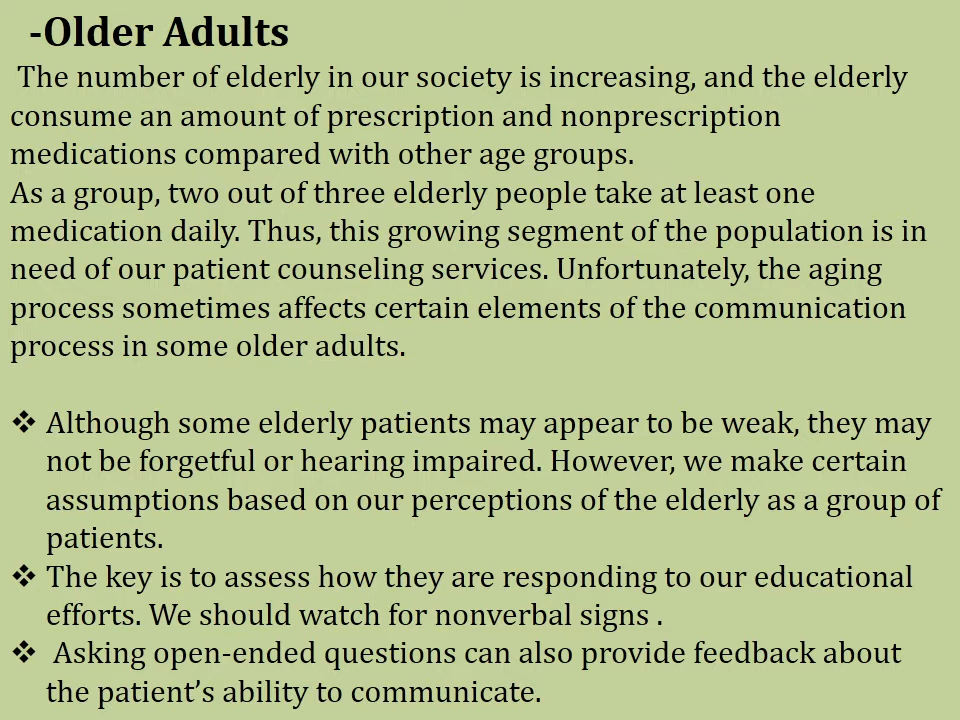 -Older Adults
The number of elderly in our society is increasing, and the elderly
consume an amount of prescription and nonprescription
medications compared with other age groups.
As a group, two out of three elderly people take at least one
medication daily. Thus, this growing segment of the population is in
need of our patient counseling services. Unfortunately, the aging
process sometimes affects certain elements of the communication
process in some older adults.
❖ Although some elderly patients may appear to be weak, they may
not be forgetful or hearing impaired. However, we make certain
assumptions based on our perceptions of the elderly as a group of
patients.
❖ The key is to assess how they are responding to our educational
efforts. We should watch for nonverbal signs .
❖ Asking open-ended questions can also provide feedback about
the patient’s ability to communicate.